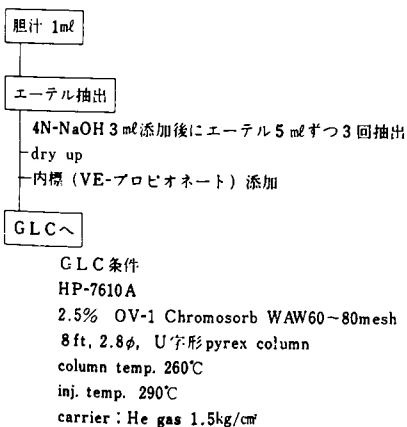 胆汁 1mℓ
エーテル抽出
4N-NaOH 3 mℓ添加後にエーテル 5 mℓずつ 3 回抽出
dry up
内標 (VE-プロピオネート) 添加
GLCへ
GLC条件
HP-7610A
2.5% OV-1 Chromosorb WAW60~80mesh
8ft, 2.8φ, U字形pyrex column
column temp. 260℃
inj. temp. 290℃
carrier : He gas 1.5kg/cm²